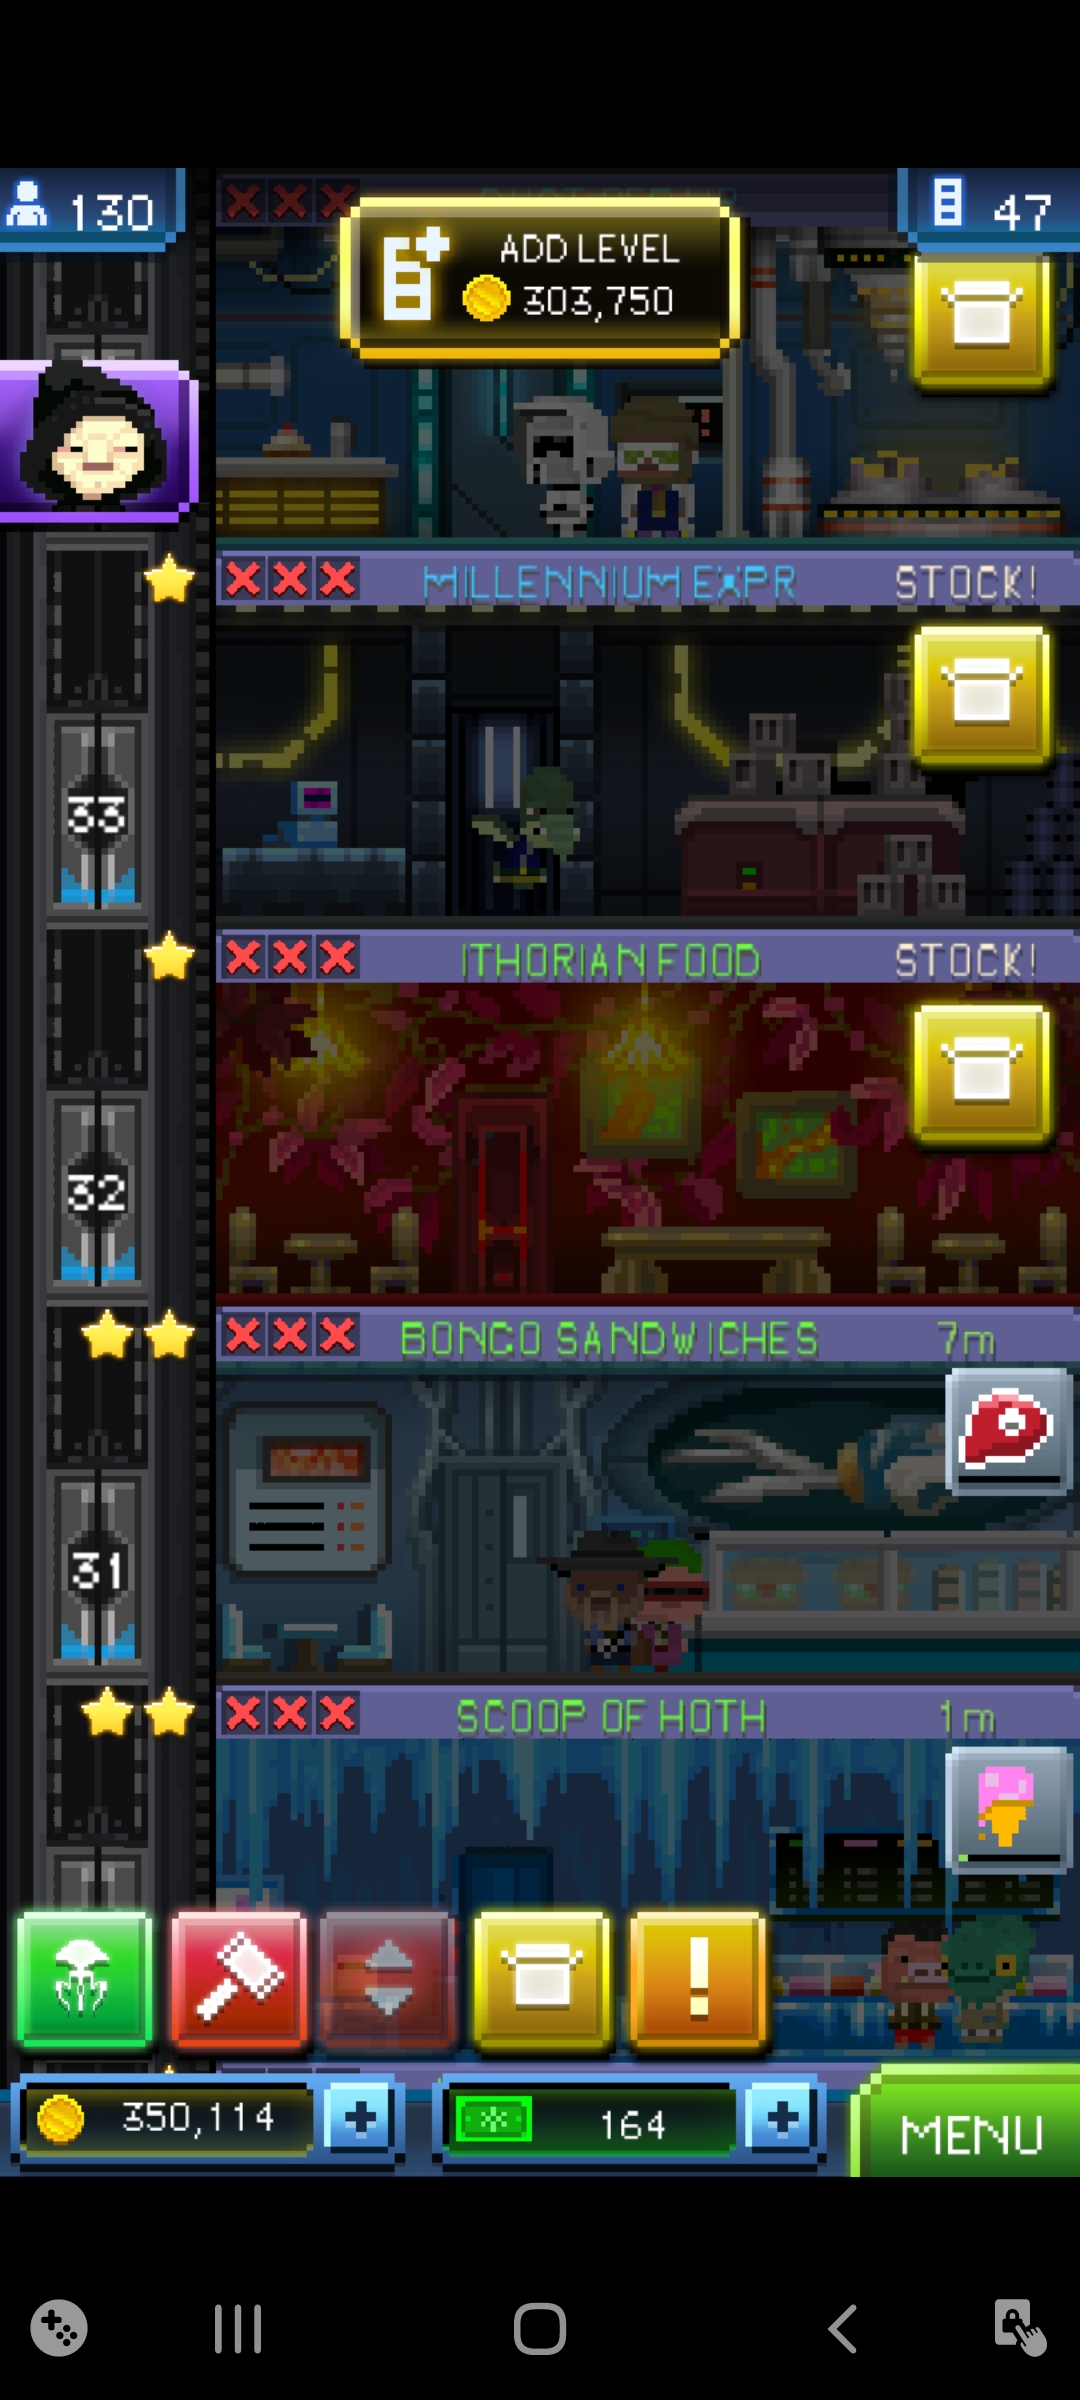 130
47
ADD LEVEL
303,750
MILLENNIUM EXPR STOCK!
33
ITHORIAN FOOD STOCK!
32
BONGO SANDWICHES 7m
31
SCOOP OF HOTH 1m
350,114
164
MENU